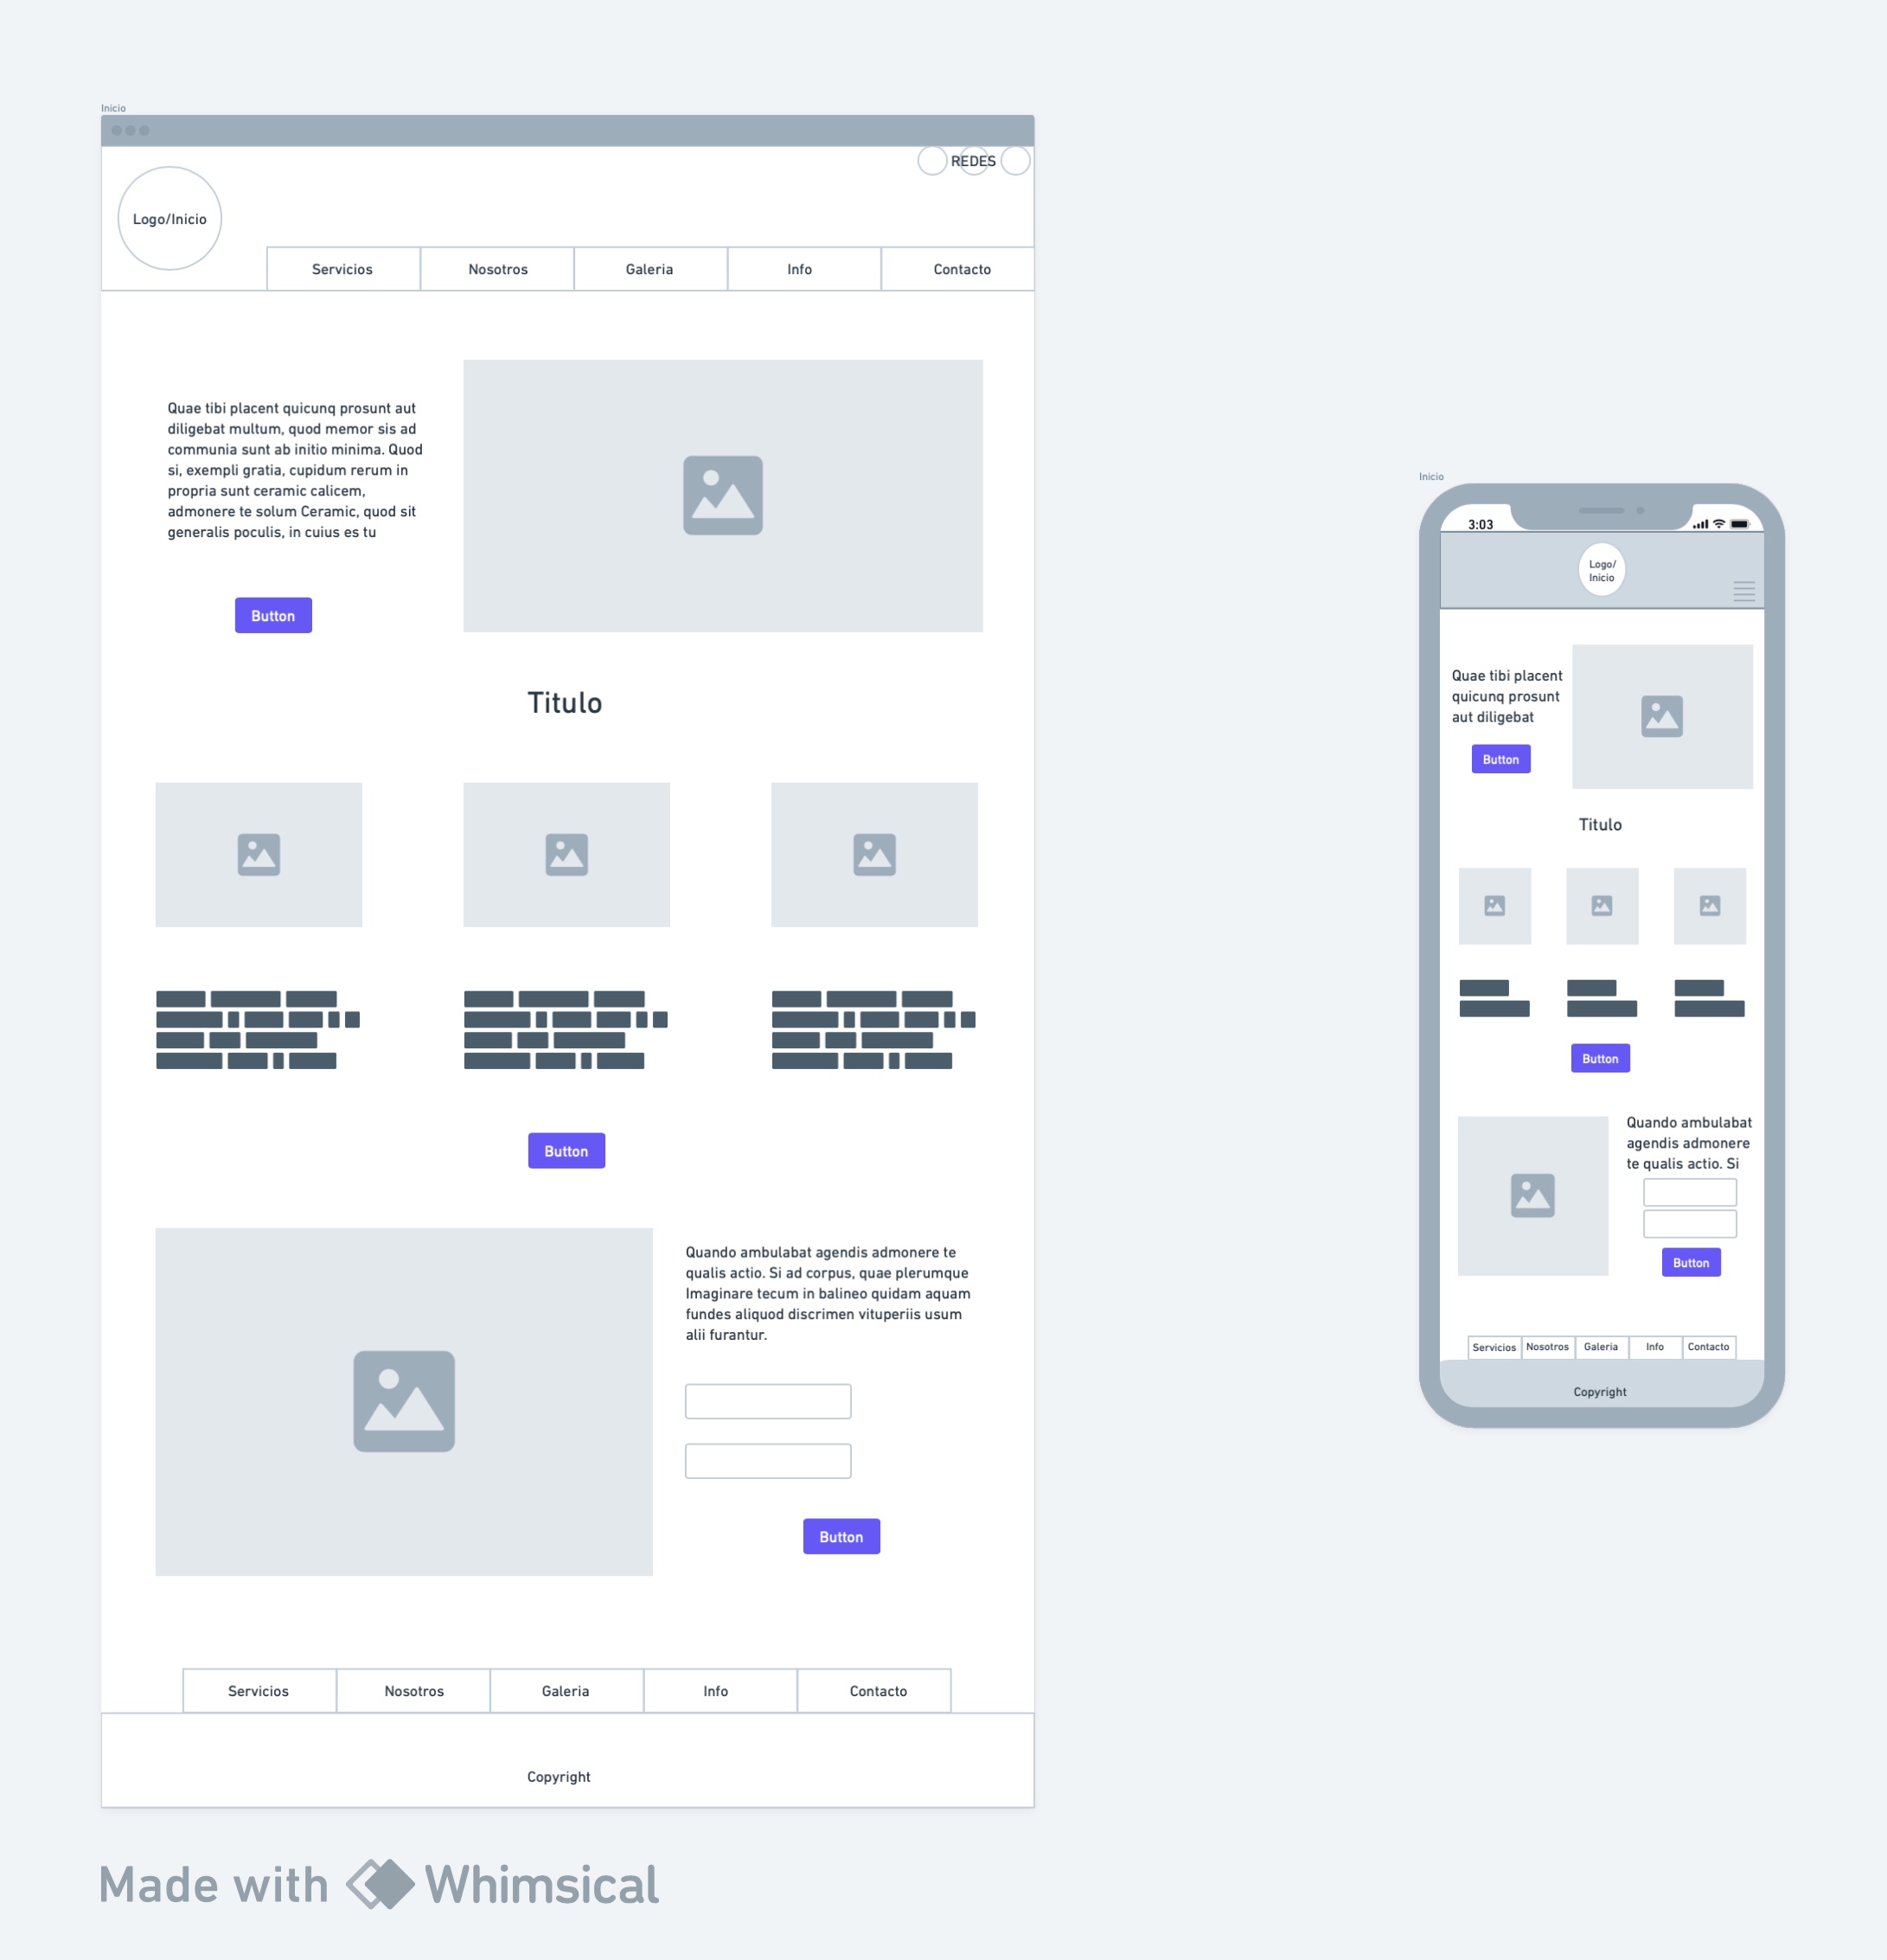 Inicio
REDES
Logo/Inicio
Servicios Nosotros Galeria Info Contacto
Quae tibi placent quicunq prosunt aut
diligebat multum, quod memor sis ad
communia sunt ab initio minima. Quod
si, exempli gratia, cupidum rerum in
propria sunt ceramic calicem,
admonere te solum Ceramic, quod sit
generalis poculis, in cuius es tu
Button
Titulo
Button
Quando ambulabat agendis admonere te
qualis actio. Si ad corpus, quae plerumque
Imaginare tecum in balineo quidam aquam
fundes aliquod discrimen vituperiis usum
alii furantur.
Button
Servicios Nosotros Galeria Info Contacto
Copyright
Inicio
3:03
Logo/
Inicio
Quae tibi placent
quicunq prosunt
aut diligebat
Button
Titulo
Button
Quando ambulabat
agendis admonere
te qualis actio. Si
Button
Servicios Nosotros Galeria Info Contacto
Copyright
Made with Whimsical